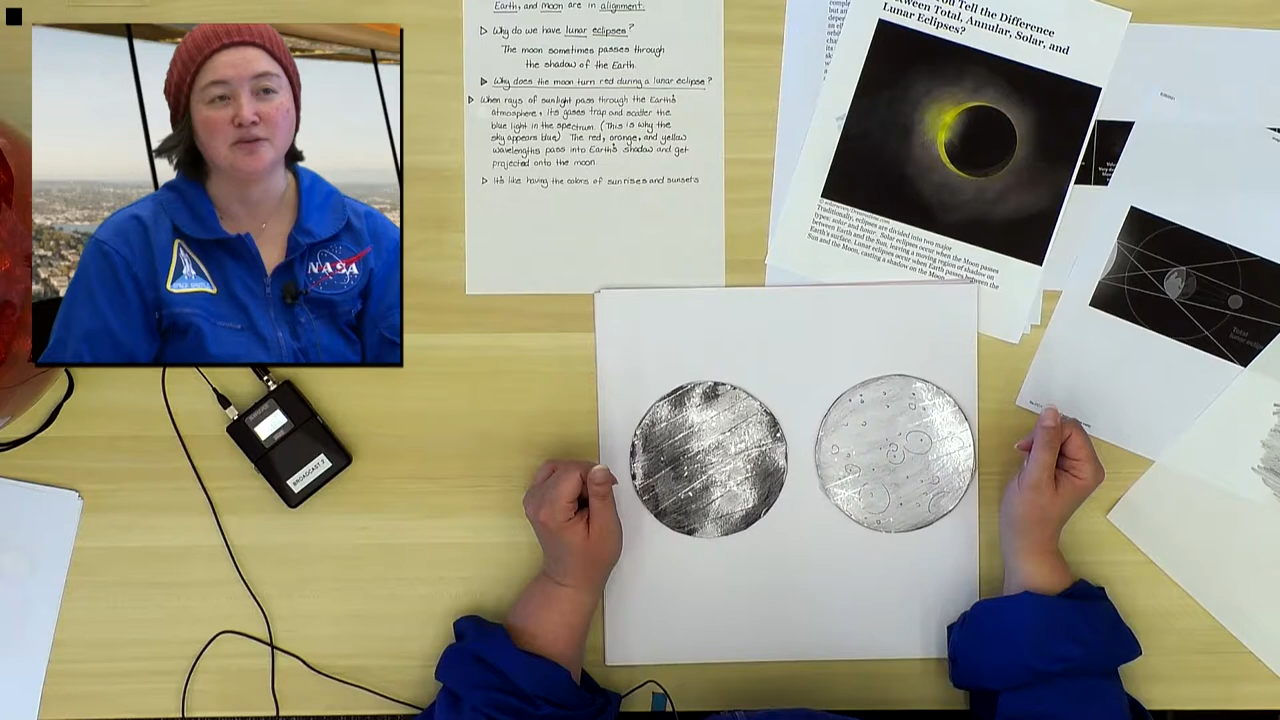 Earth, and moon are in alignment.
▷ Why do we have lunar eclipses?
The moon sometimes passes through
the shadow of the Earth.
▷ Why does the moon turn red during a lunar eclipse?
▷ When rays of sunlight pass through the Earth's
atmosphere, its gases trap and scatter the
blue light in the spectrum (This is why the
sky appears blue). The red, orange, and yellow
wavelengths pass into Earth's shadow and get
projected onto the moon.
▷ It's like having the colors of sunrises and sunsets
ou Tell the Difference
tween Total, Annular, Solar, and
Lunar Eclipses?
Traditionally, eclipses are divided into two major
types: solar and lunar. Solar eclipses occur when the Moon passes
between Earth and the Sun, leaving a moving region of shadow on
Earth's surface. Lunar eclipses occur when Earth passes between the
Sun and the Moon, casting a shadow on the Moon.
Total
lunar eclipse
NASA
SPACE SHUTTLE
BROADCAST-2